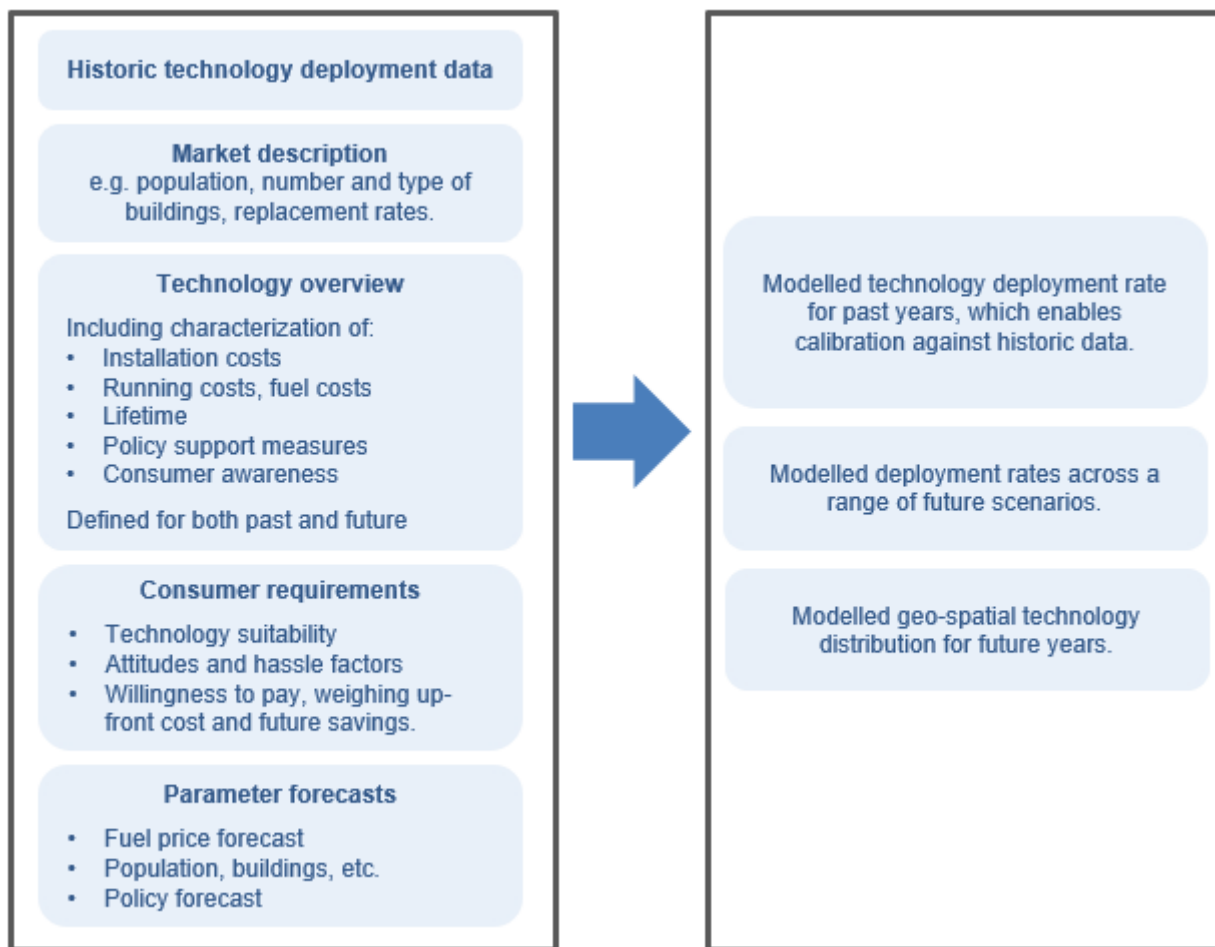 Historic technology deployment data
Market description
e.g. population, number and type of
buildings, replacement rates.
Technology overview
Including characterization of:
• Installation costs
• Running costs, fuel costs
• Lifetime
• Policy support measures
• Consumer awareness
Defined for both past and future
Consumer requirements
• Technology suitability
• Attitudes and hassle factors
• Willingness to pay, weighing up-
front cost and future savings.
Parameter forecasts
• Fuel price forecast
• Population, buildings, etc.
• Policy forecast
Modelled technology deployment rate
for past years, which enables
calibration against historic data.
Modelled deployment rates across a
range of future scenarios.
Modelled geo-spatial technology
distribution for future years.